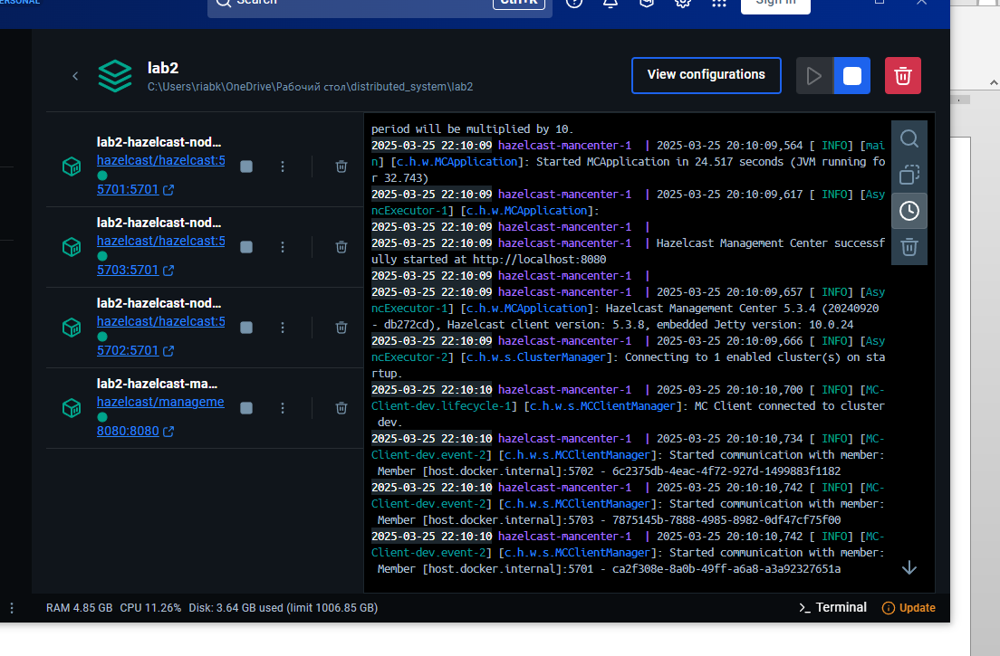 PERSONAL
Search
Ctrl+K
Sign in
lab2
C:\Users\riabk\OneDrive\Рабочий стол\distributed_system\lab2
View configurations
lab2-hazelcast-nod...
hazelcast/hazelcast:5
5701:5701
lab2-hazelcast-nod...
hazelcast/hazelcast:5
5703:5701
lab2-hazelcast-nod...
hazelcast/hazelcast:5
5702:5701
lab2-hazelcast-ma...
hazelcast/manageme
8080:8080
period will be multiplied by 10.
2025-03-25 22:10:09 hazelcast-mancenter-1 | 2025-03-25 20:10:09,564 [ INFO] [mai
n] [c.h.w.MCApplication]: Started MCApplication in 24.517 seconds (JVM running fo
r 32.743)
2025-03-25 22:10:09 hazelcast-mancenter-1 | 2025-03-25 20:10:09,617 [ INFO] [Asy
ncExecutor-1] [c.h.w.MCApplication]:
2025-03-25 22:10:09 hazelcast-mancenter-1 |
2025-03-25 22:10:09 hazelcast-mancenter-1 | Hazelcast Management Center successf
ully started at http://localhost:8080
2025-03-25 22:10:09 hazelcast-mancenter-1 |
2025-03-25 22:10:09 hazelcast-mancenter-1 | 2025-03-25 20:10:09,657 [ INFO] [Asy
ncExecutor-1] [c.h.w.MCApplication]: Hazelcast Management Center 5.3.4 (20240920
- db272cd), Hazelcast client version: 5.3.8, embedded Jetty version: 10.0.24
2025-03-25 22:10:09 hazelcast-mancenter-1 | 2025-03-25 20:10:09,666 [ INFO] [Asy
ncExecutor-2] [c.h.w.s.ClusterManager]: Connecting to 1 enabled cluster(s) on sta
rtup.
2025-03-25 22:10:10 hazelcast-mancenter-1 | 2025-03-25 20:10:10,700 [ INFO] [MC-
Client-dev.lifecycle-1] [c.h.w.s.MCClientManager]: MC Client connected to cluster
dev.
2025-03-25 22:10:10 hazelcast-mancenter-1 | 2025-03-25 20:10:10,734 [ INFO] [MC-
Client-dev.event-2] [c.h.w.s.MCClientManager]: Started communication with member:
Member [host.docker.internal]:5702 - 6c2375db-4eac-4f72-927d-1499883f1182
2025-03-25 22:10:10 hazelcast-mancenter-1 | 2025-03-25 20:10:10,742 [ INFO] [MC-
Client-dev.event-2] [c.h.w.s.MCClientManager]: Started communication with member:
Member [host.docker.internal]:5703 - 7875145b-7888-4985-8982-0df47cf75f00
2025-03-25 22:10:10 hazelcast-mancenter-1 | 2025-03-25 20:10:10,742 [ INFO] [MC-
Client-dev.event-2] [c.h.w.s.MCClientManager]: Started communication with member:
Member [host.docker.internal]:5701 - ca2f308e-8a0b-49ff-a6a8-a3a92327651a
RAM 4.85 GB CPU 11.26% Disk: 3.64 GB used (limit 1006.85 GB)
>_ Terminal
Update